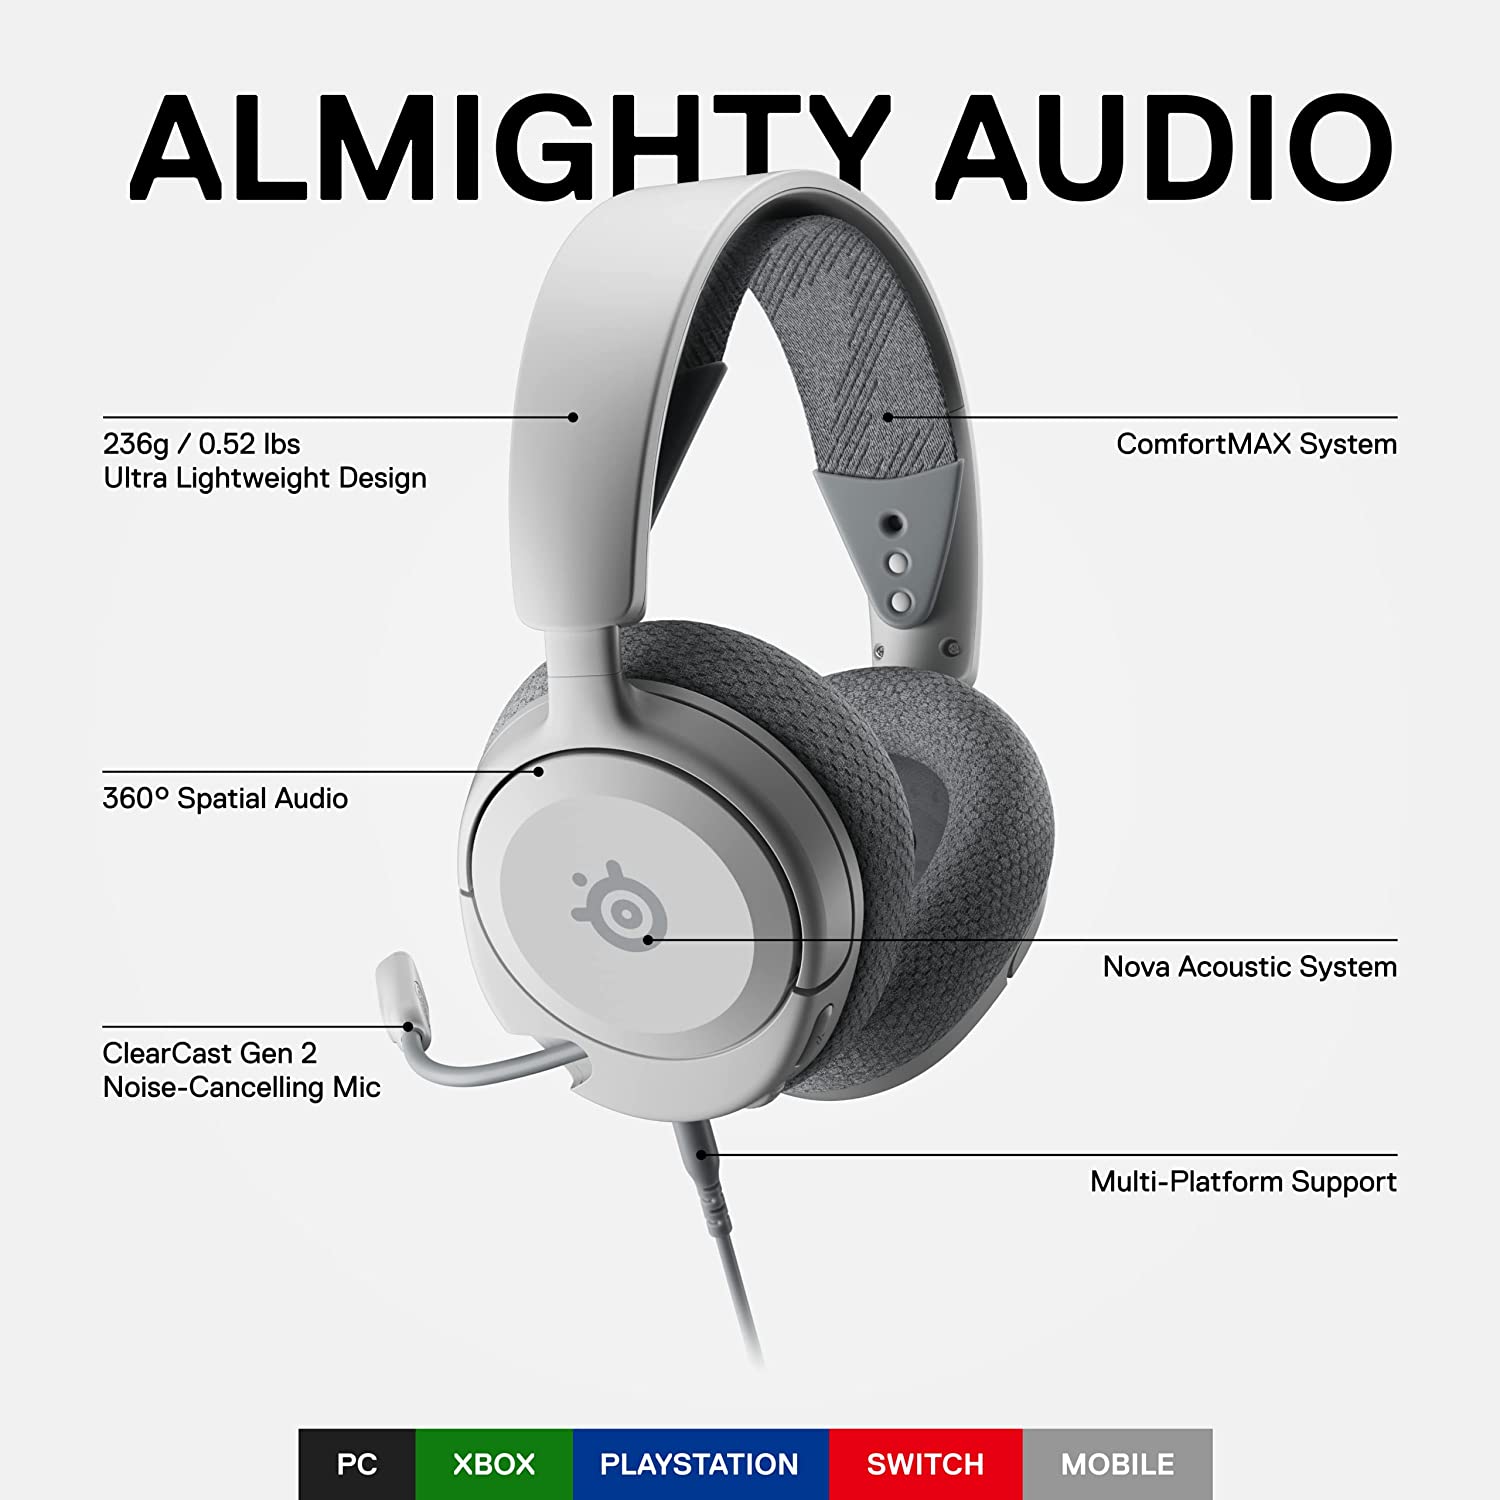 ALMIGHTY AUDIO
236g / 0.52 lbs
Ultra Lightweight Design
ComfortMAX System
360° Spatial Audio
Nova Acoustic System
ClearCast Gen 2
Noise-Cancelling Mic
Multi-Platform Support
PC XBOX PLAYSTATION SWITCH MOBILE